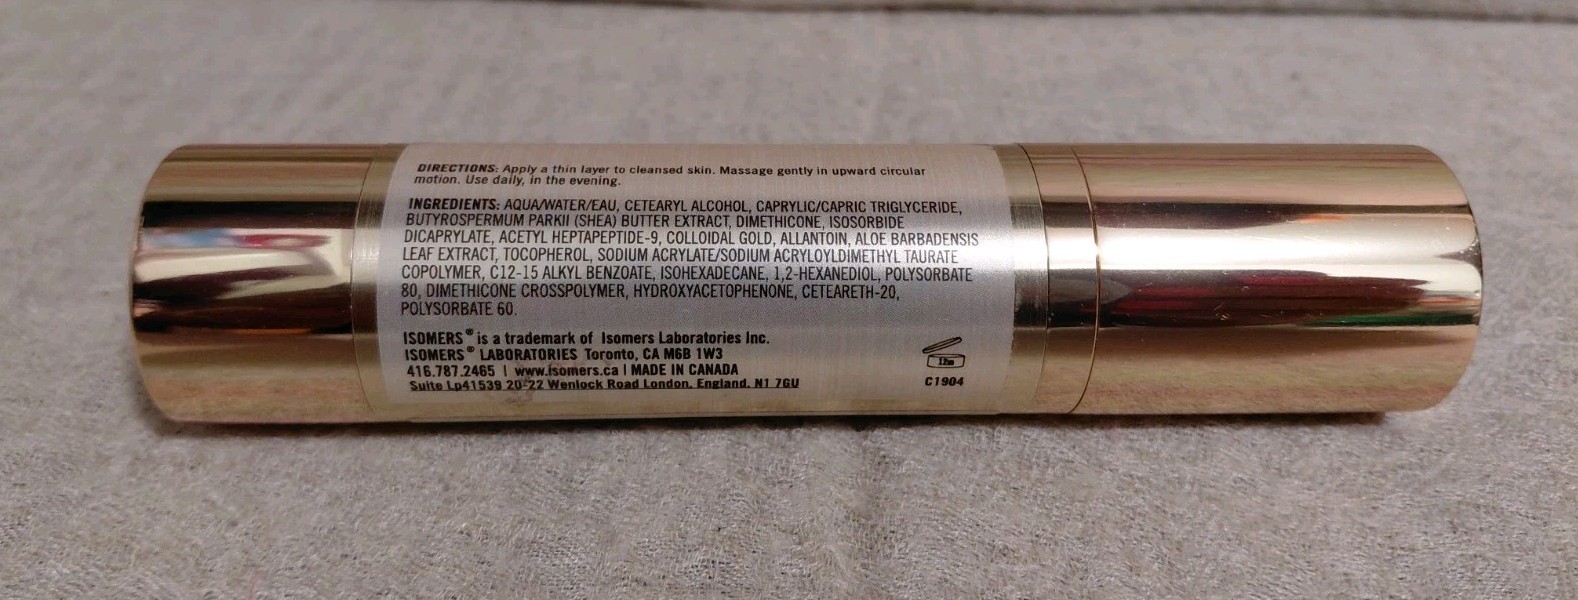 DIRECTIONS: Apply a thin layer to cleansed skin. Massage gently in upward circular
motion. Use daily, in the evening.
INGREDIENTS: AQUA/WATER/EAU, CETEARYL ALCOHOL, CAPRYLIC/CAPRIC TRIGLYCERIDE,
BUTYROSPERMUM PARKII (SHEA) BUTTER EXTRACT, DIMETHICONE, ISOSORBIDE
DICAPRYLATE, ACETYL HEPTAPEPTIDE-9, COLLOIDAL GOLD, ALLANTOIN, ALOE BARBADENSIS
LEAF EXTRACT, TOCOPHEROL, SODIUM ACRYLATE/SODIUM ACRYLOYLDIMETHYL TAURATE
COPOLYMER, C12-15 ALKYL BENZOATE, ISOHEXADECANE, 1,2-HEXANEDIOL, POLYSORBATE
80, DIMETHICONE CROSSPOLYMER, HYDROXYACETOPHENONE, CETEARETH-20,
POLYSORBATE 60.
ISOMERS® is a trademark of Isomers Laboratories Inc.
ISOMERS® LABORATORIES Toronto, CA M6B 1W3
416.787.2465 | www.isomers.ca | MADE IN CANADA
Suite Lp41539 20-22 Wenlock Road London, England, N1 7GU
12m
C1904